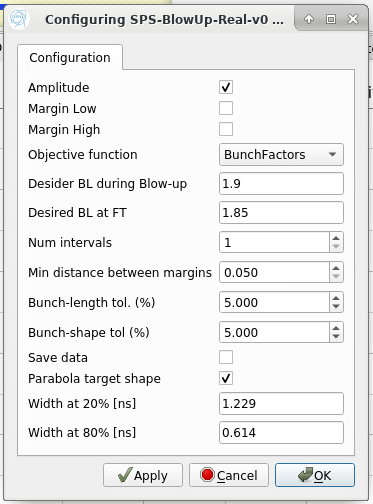 Configuring SPS-BlowUp-Real-v0 ...
Configuration
Amplitude
Margin Low
Margin High
Objective function BunchFactors
Desider BL during Blow-up 1.9
Desired BL at FT 1.85
Num intervals 1
Min distance between margins 0.050
Bunch-length tol. (%) 5.000
Bunch-shape tol (%) 5.000
Save data
Parabola target shape
Width at 20% [ns] 1.229
Width at 80% [ns] 0.614
Apply Cancel OK